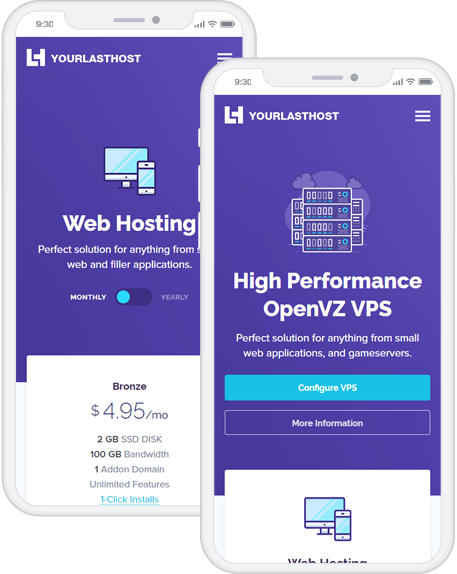 9:30
YOURLASTHOST
Web Hosting
Perfect solution for anything from
web and filler applications.
MONTHLY YEARLY
Bronze
$4.95/mo
2 GB SSD DISK
100 GB Bandwidth
1 Addon Domain
Unlimited Features
1-Click Installs
9:30
YOURLASTHOST
High Performance
OpenVZ VPS
Perfect solution for anything from small
web applications, and gameservers.
Configure VPS
More Information
Web Hosting